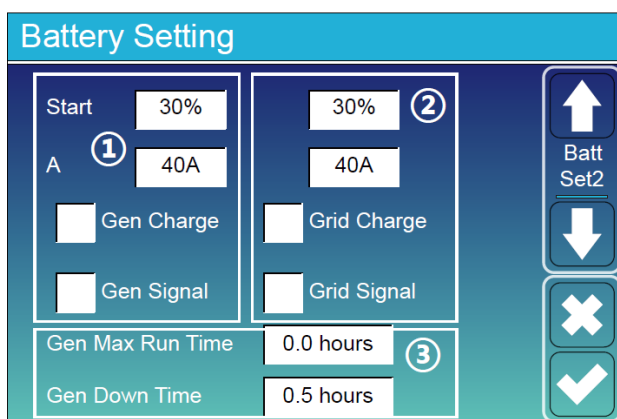 Battery Setting
Start 30% 30% ②
A ① 40A 40A
Gen Charge Grid Charge
Gen Signal Grid Signal
Gen Max Run Time 0.0 hours ③
Gen Down Time 0.5 hours
Batt
Set2